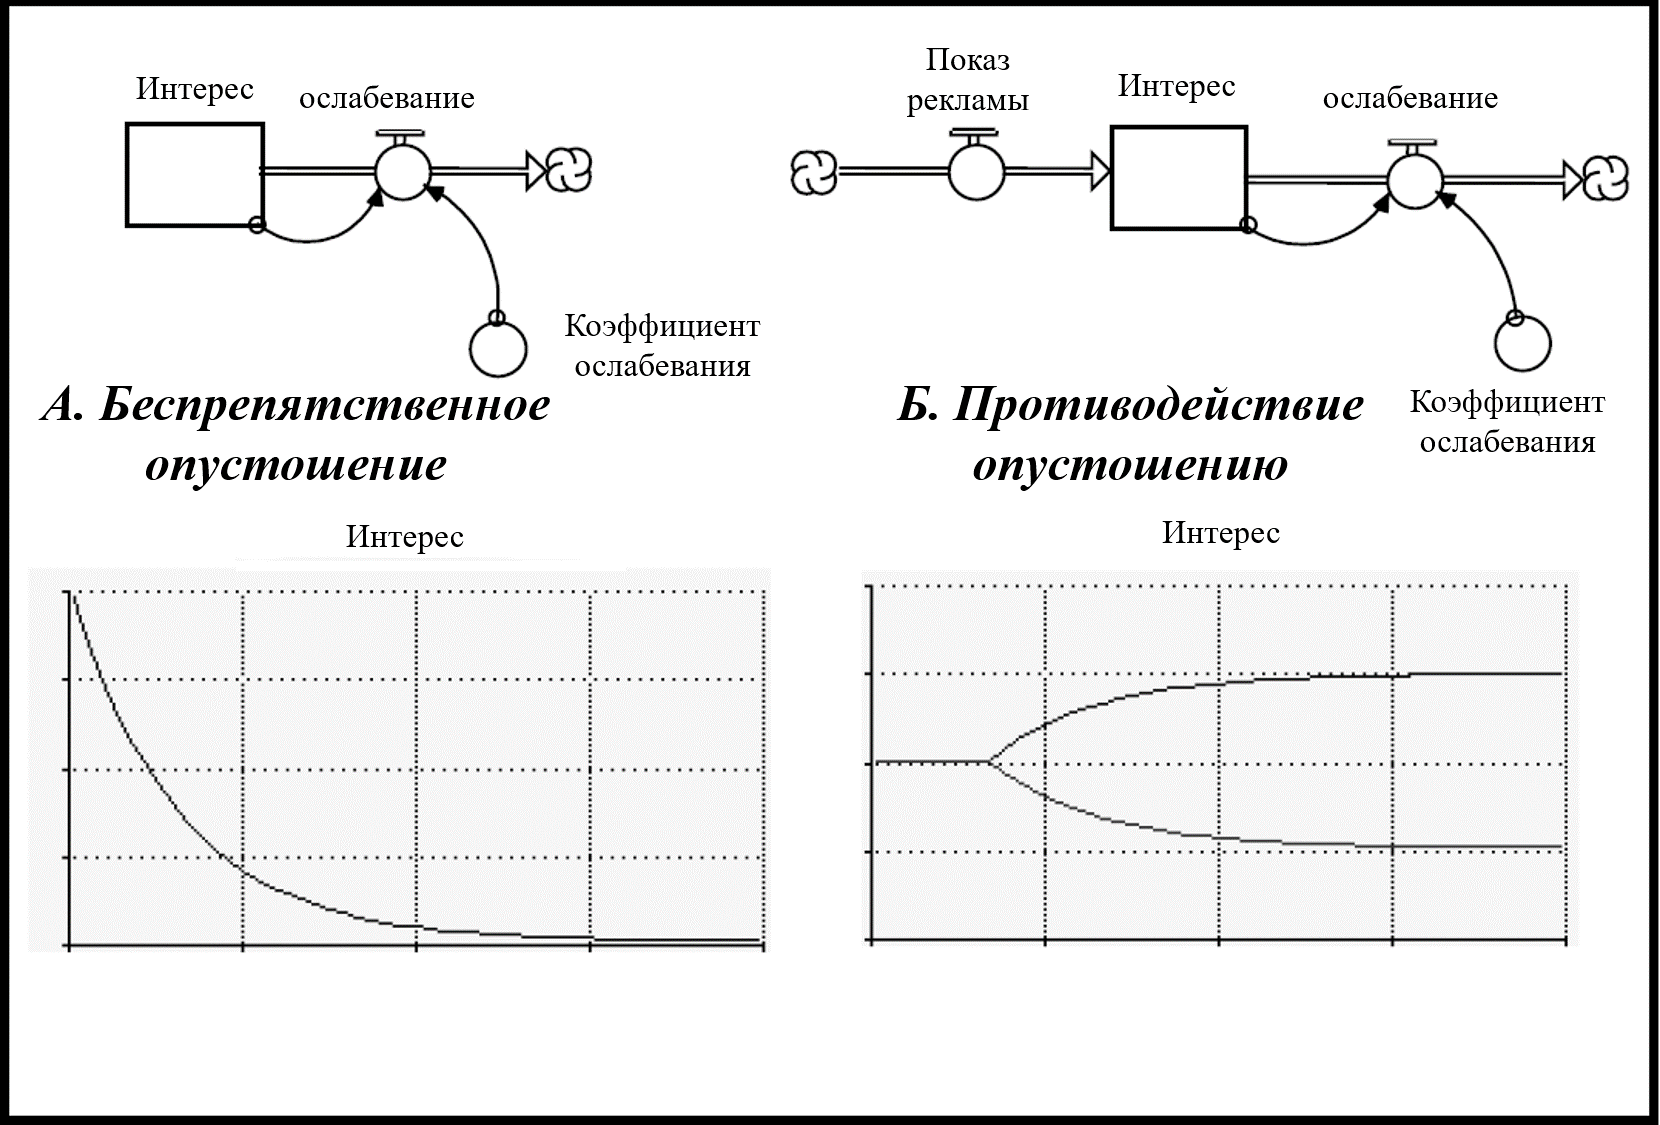 Интерес
ослабевание
Коэффициент
ослабевания
А. Беспрепятственное
опустошение
Интерес
Показ
рекламы
Интерес
ослабевание
Коэффициент
ослабевания
Б. Противодействие
опустошению
Интерес